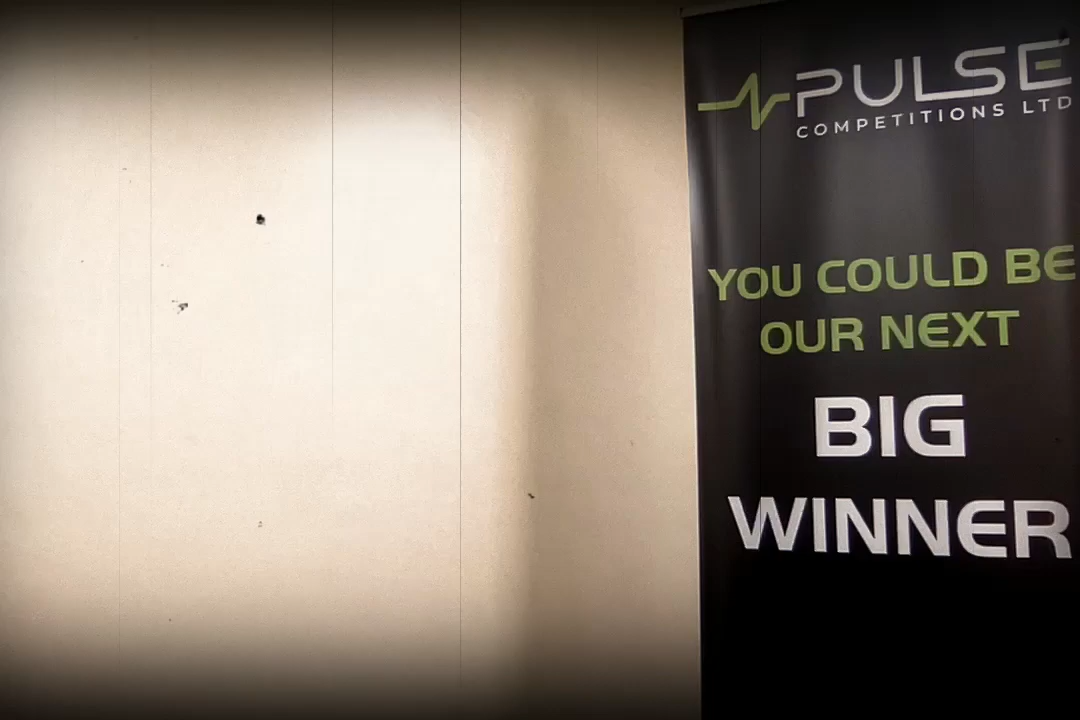 PULSE
COMPETITIONS LTD
YOU COULD BE
OUR NEXT
BIG
WINNER